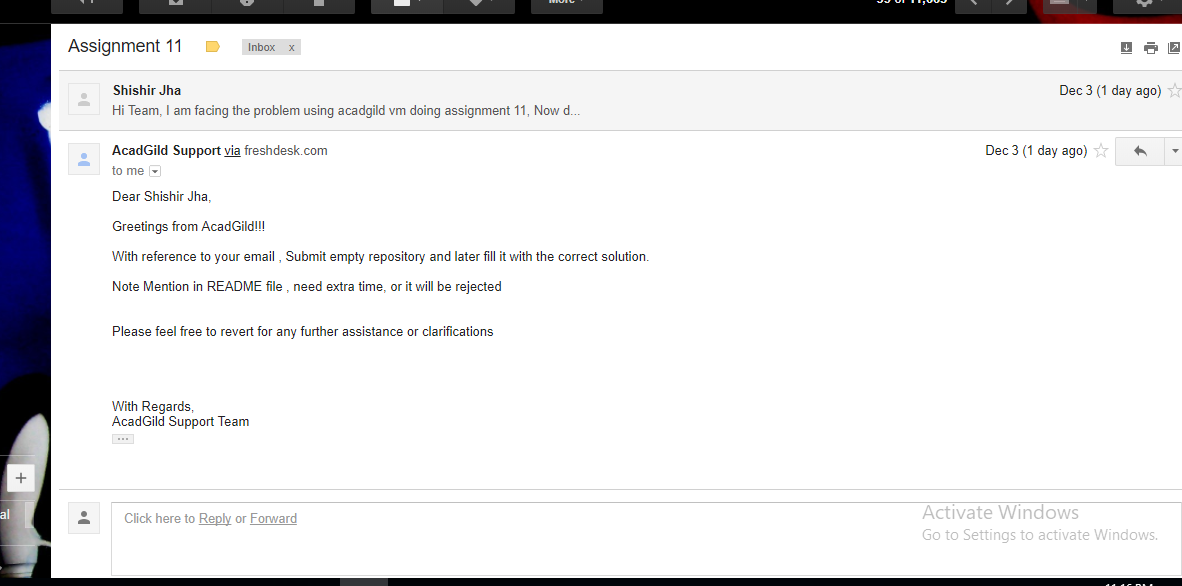 More
Assignment 11
Inbox x
Shishir Jha
Dec 3 (1 day ago)
Hi Team, I am facing the problem using acadgild vm doing assignment 11, Now d...
AcadGild Support via freshdesk.com
Dec 3 (1 day ago)
to me
Dear Shishir Jha,
Greetings from AcadGild!!!
With reference to your email , Submit empty repository and later fill it with the correct solution.
Note Mention in README file , need extra time, or it will be rejected
Please feel free to revert for any further assistance or clarifications
With Regards,
AcadGild Support Team
al
Click here to Reply or Forward
Activate Windows
Go to Settings to activate Windows.